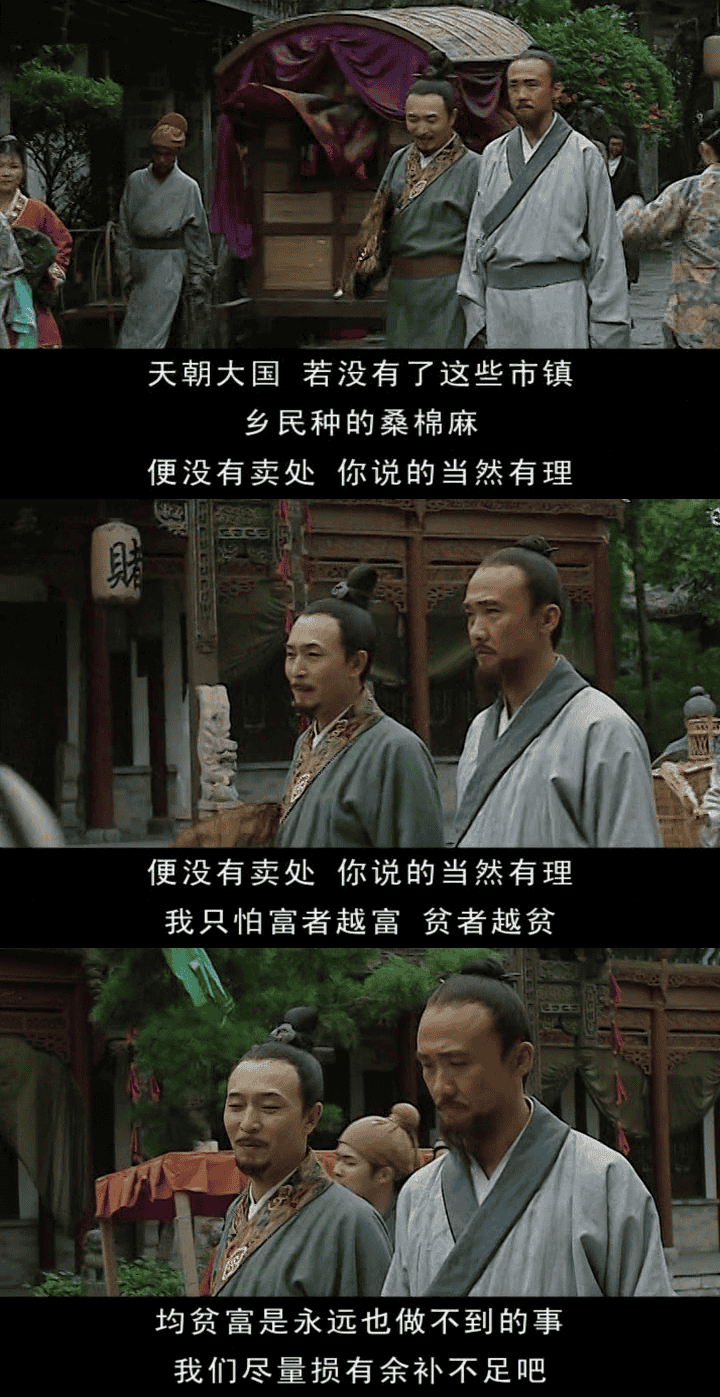 天朝大国 若没有了这些市镇
乡民种的桑棉麻
便没有卖处 你说的当然有理
賭
便没有卖处 你说的当然有理
我只怕富者越富 贫者越贫
均贫富是永远也做不到的事
我们尽量损有余补不足吧